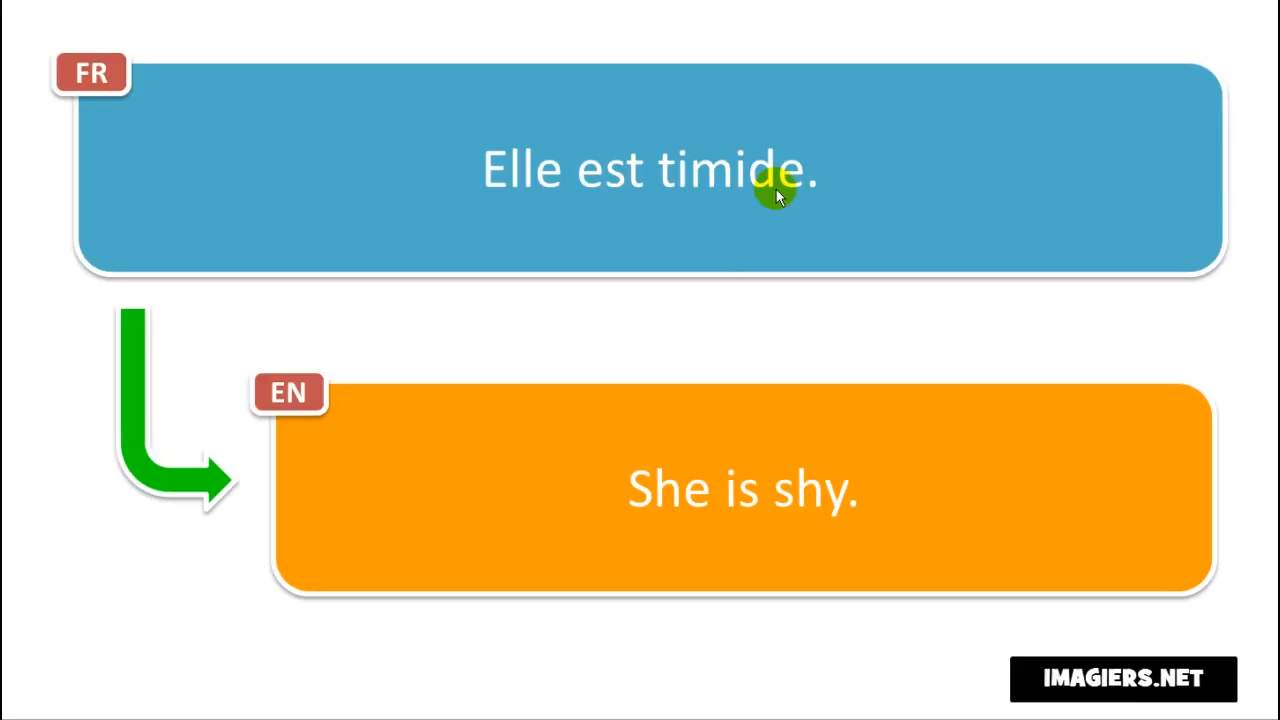 FR
Elle est timide.
EN
She is shy.
IMAGIERS.NET